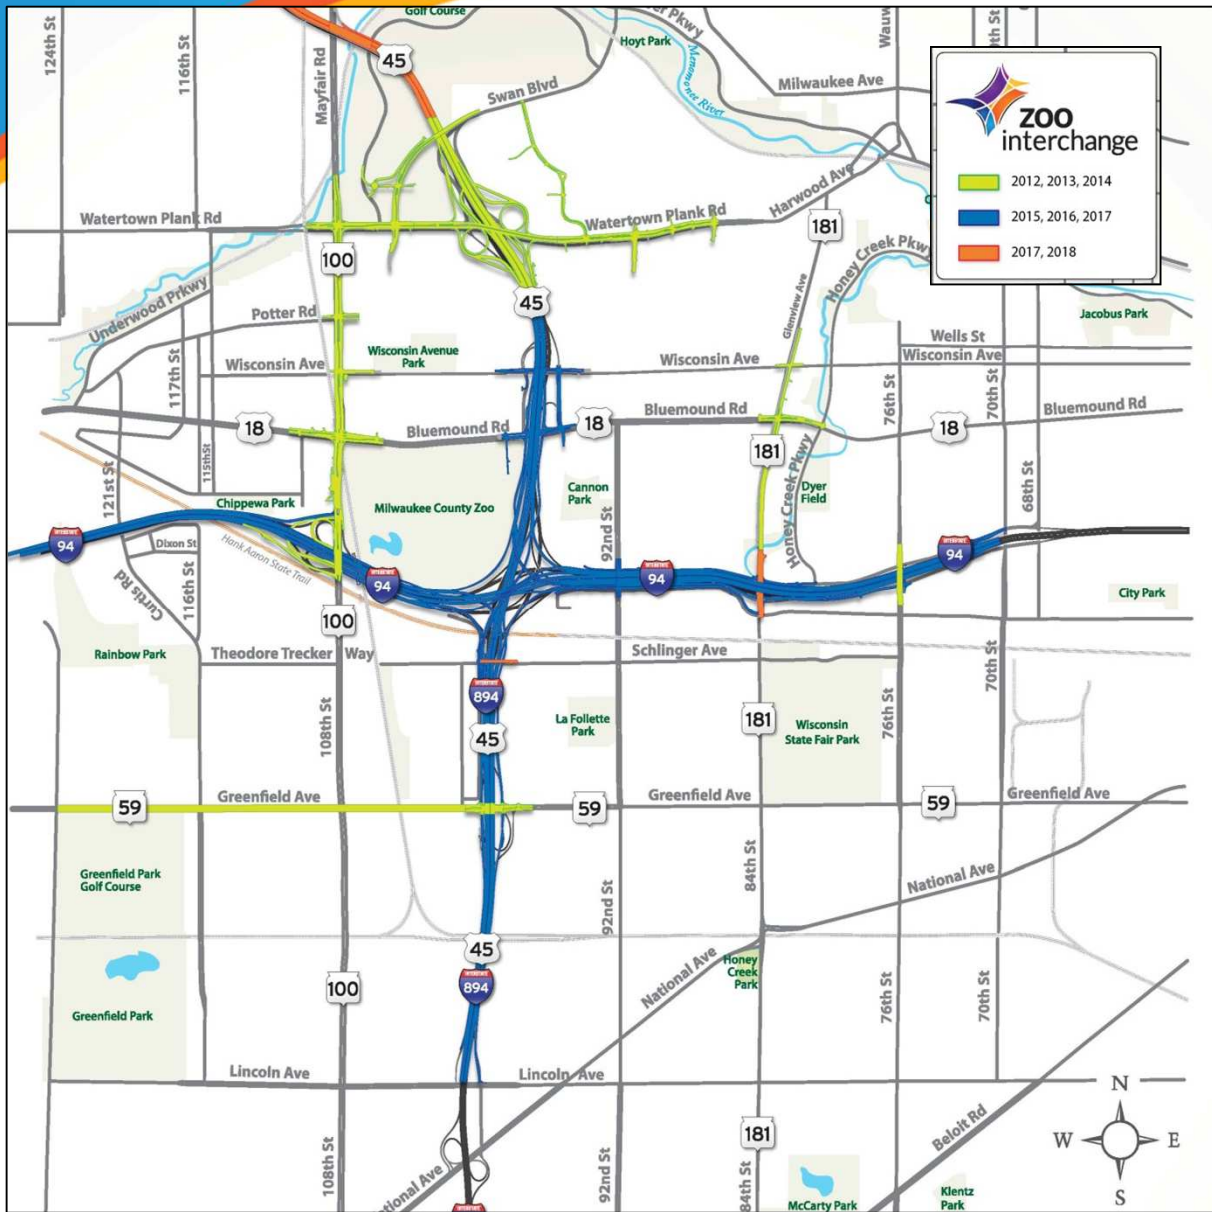 Golf Course
Pkwy
Hoyt Park
124th St
116th St
Mayfair Rd
45
Swan Blvd
Menomonee River
Milwaukee Ave
zoo
interchange
2012, 2013, 2014
2015, 2016, 2017
2017, 2018
Watertown Plank Rd
Watertown Plank Rd
Harwood Ave
181
100
Honey Creek Pkwy
Underwood Prkwy
45
Glenview Ave
Jacobus Park
Potter Rd
Wells St
Wisconsin Ave
Wisconsin Avenue
Park
Wisconsin Ave
Wisconsin Ave
117th St
76th St
70th St
18
Bluemound Rd
18
Bluemound Rd
18
Bluemound Rd
115th St
181
Honey Creek Pkwy
121st St
Chippewa Park
Milwaukee County Zoo
Cannon
Park
Dyer
Field
68th St
92nd St
INTERSTATE
94
Dixon St
Hank Aaron State Trail
INTERSTATE
94
INTERSTATE
94
INTERSTATE
94
Curtis Rd
116th St
100
City Park
Rainbow Park
Theodore Trecker Way
Schlinger Ave
70th St
INTERSTATE
894
108th St
45
La Follette
Park
181
Wisconsin
State Fair Park
76th St
59
Greenfield Ave
59
Greenfield Ave
59
Greenfield Ave
Greenfield Park
Golf Course
84th St
National Ave
92nd St
45
INTERSTATE
894
National Ave
Honey
Creek
Park
100
76th St
70th St
Greenfield Park
Lincoln Ave
Lincoln Ave
N
W
E
S
Beloit Rd
181
108th St
92nd St
84th St
McCarty Park
Klentz
Park